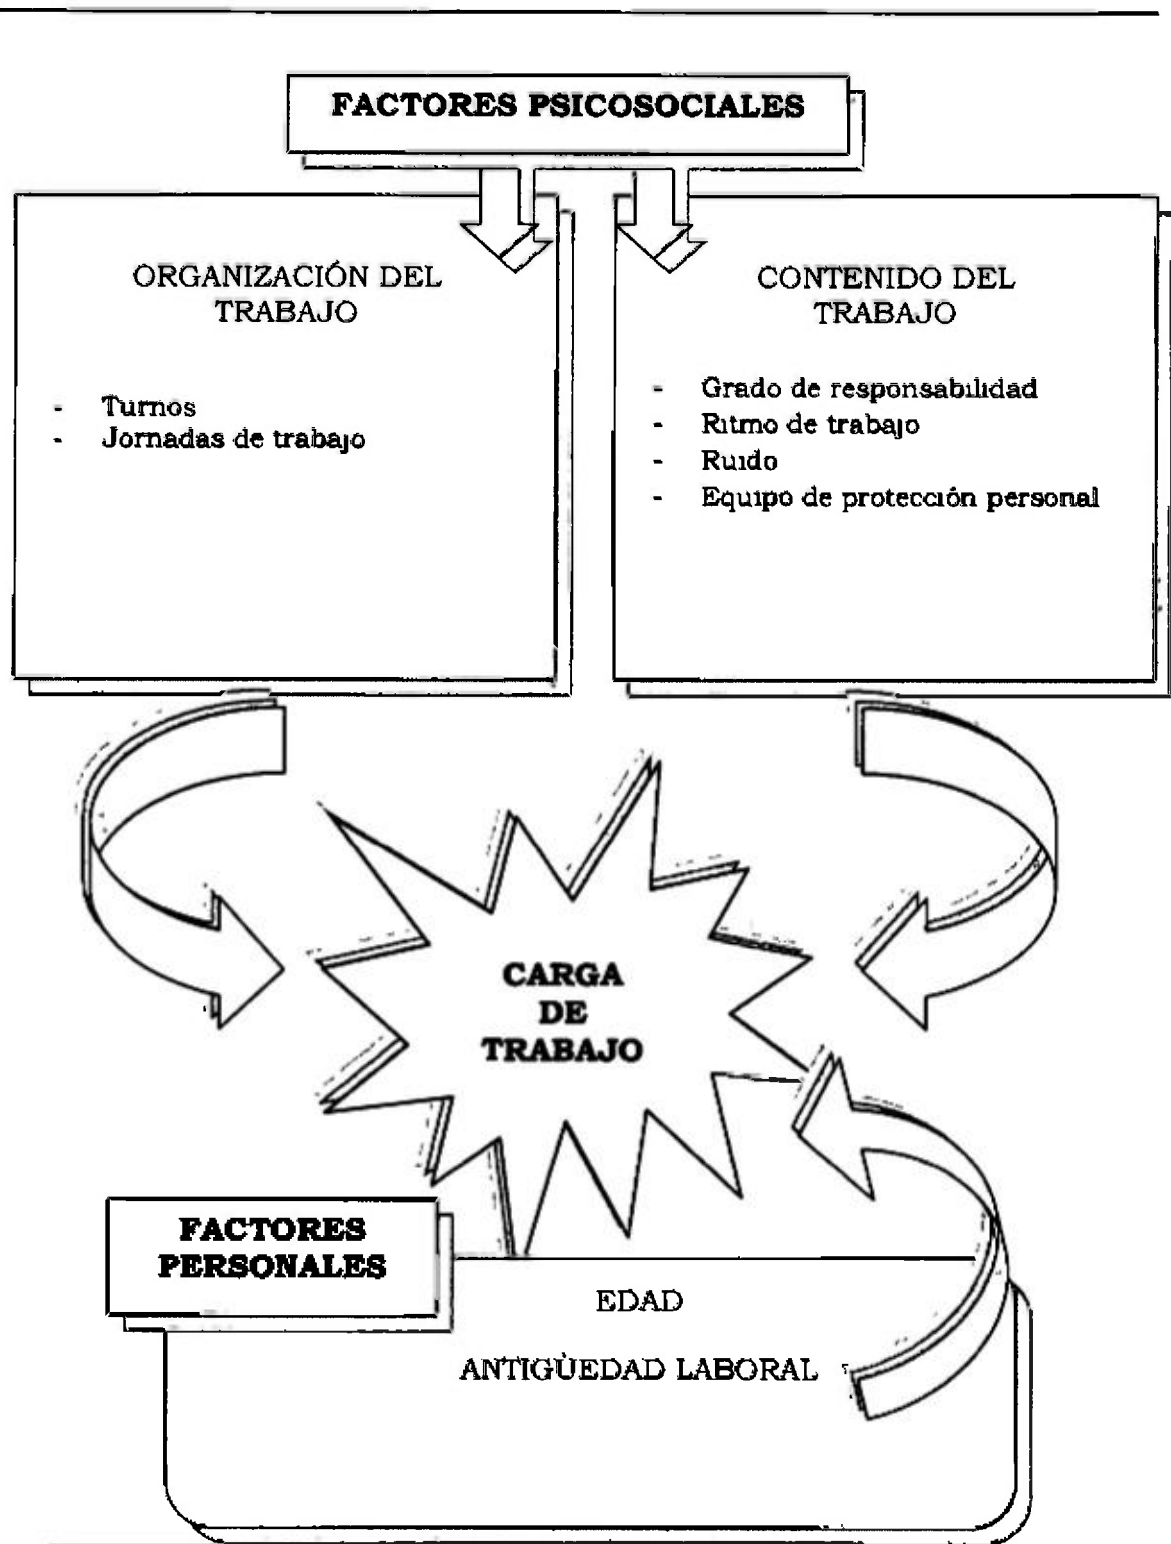 FACTORES PSICOSOCIALES
ORGANIZACIÓN DEL
TRABAJO
- Turnos
- Jornadas de trabajo
CONTENIDO DEL
TRABAJO
- Grado de responsabilidad
- Ritmo de trabajo
- Ruido
- Equipo de protección personal
CARGA
DE
TRABAJO
FACTORES
PERSONALES
EDAD
ANTIGÜEDAD LABORAL